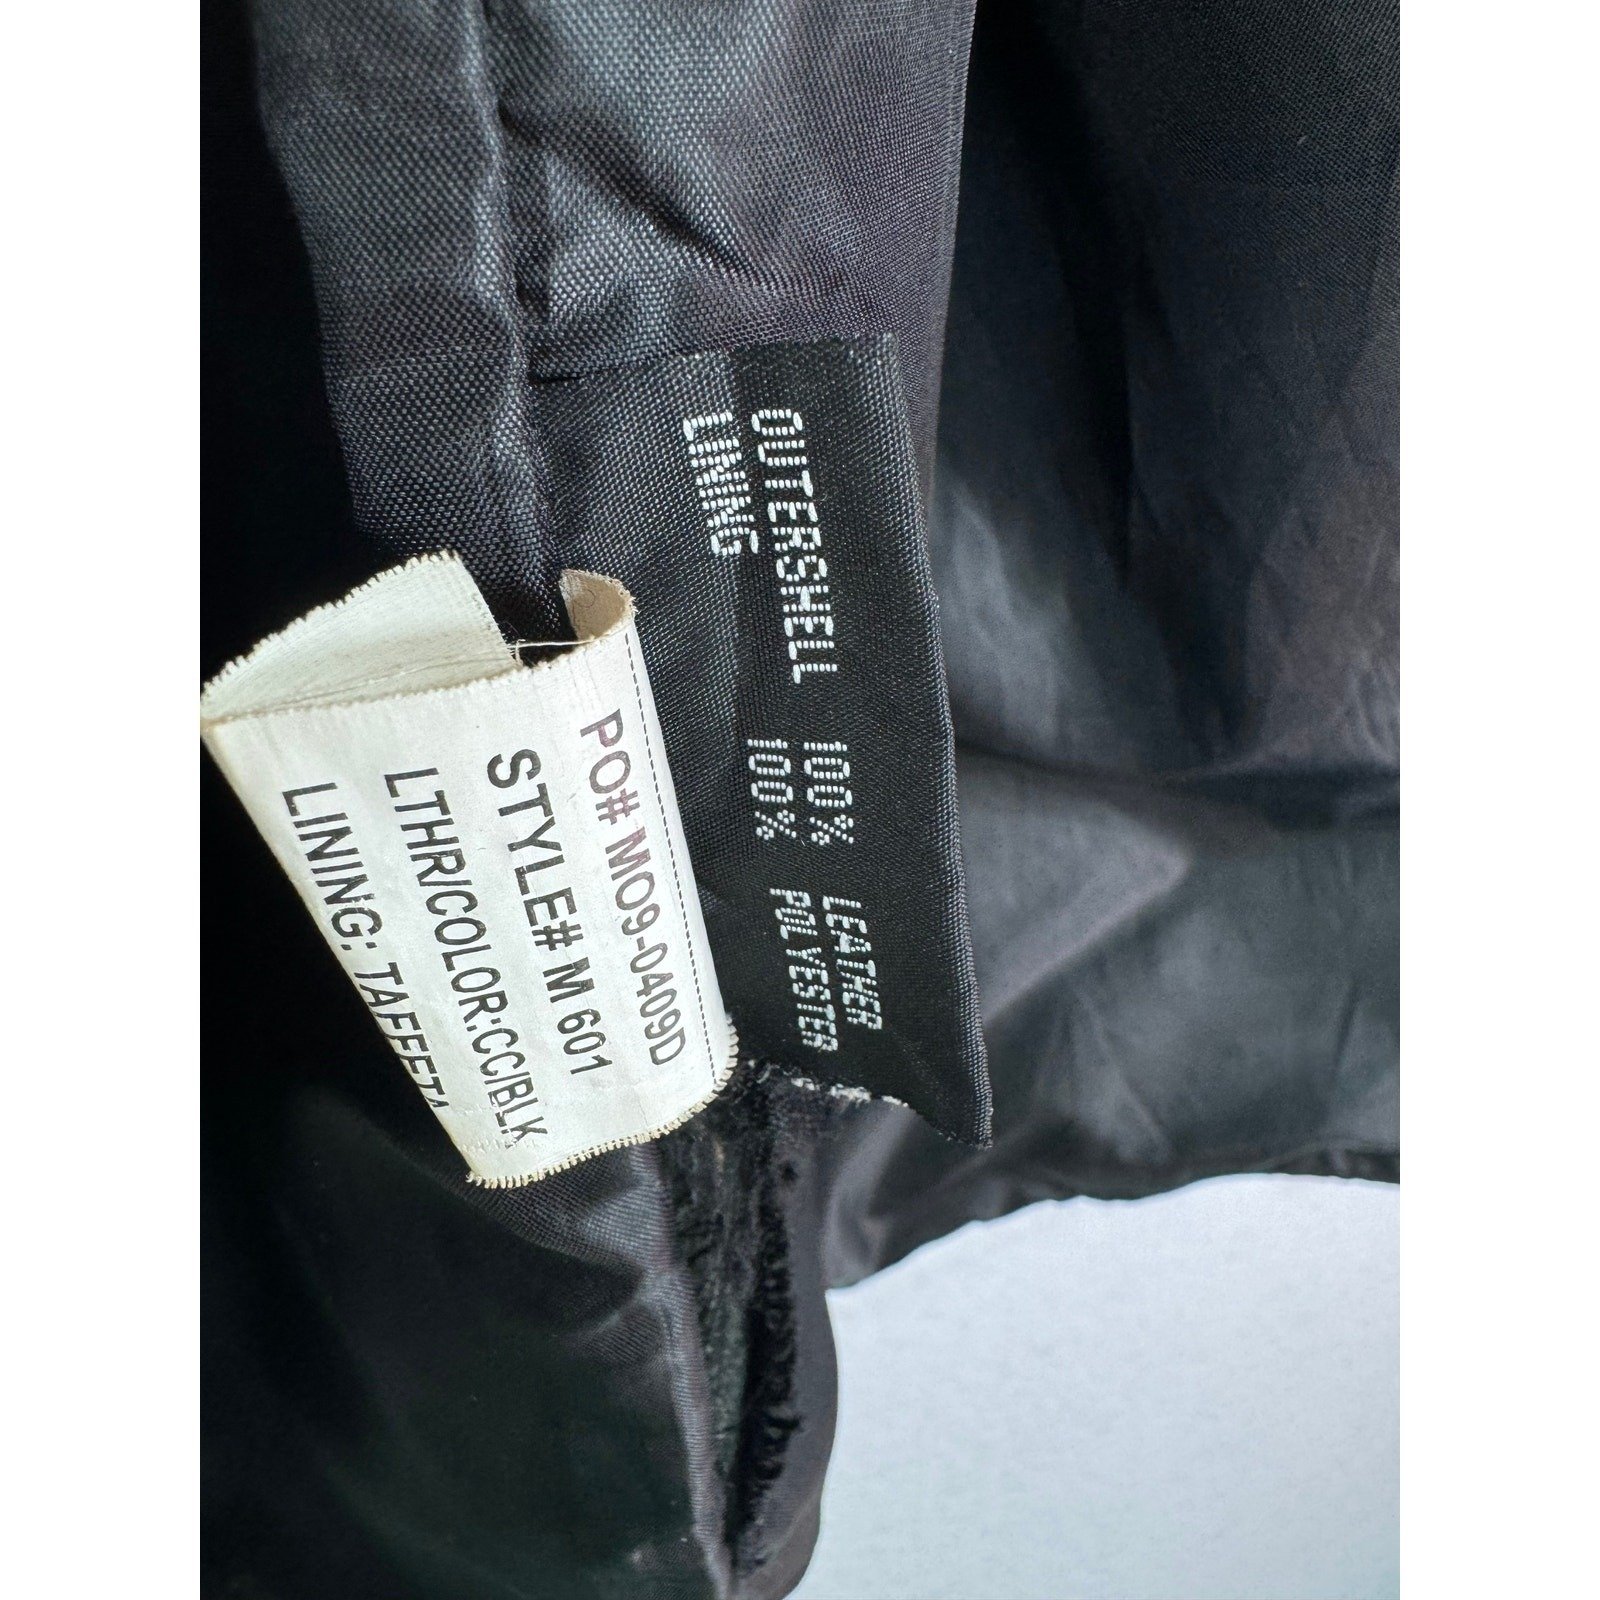 OUTERSHELL 100% LEATHER
LINING 100% POLYESTER
PO# MO9-0409D
STYLE# M 601
LTHR/COLOR:CC/BLK
LINING: TAFFETA